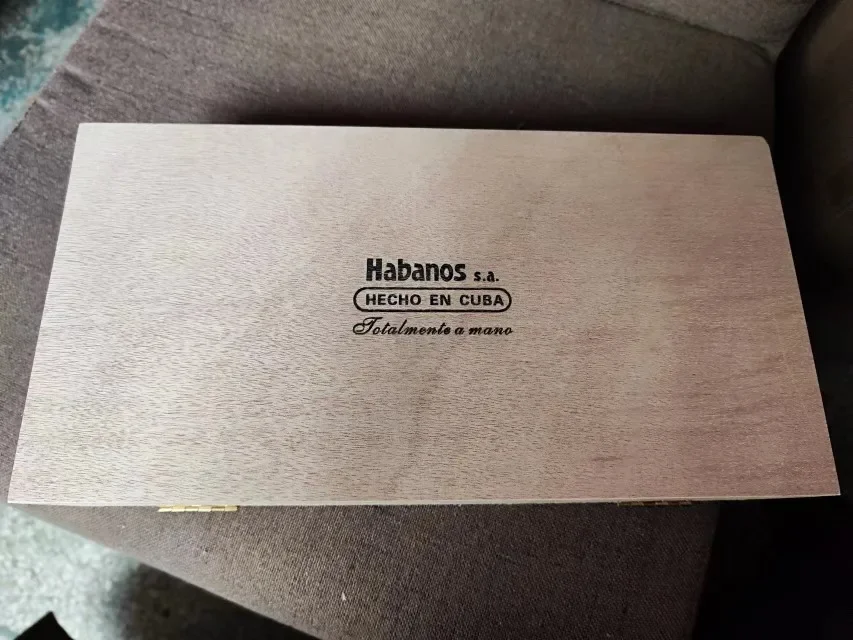 Habanos s.a.
HECHO EN CUBA
Totalmente a mano